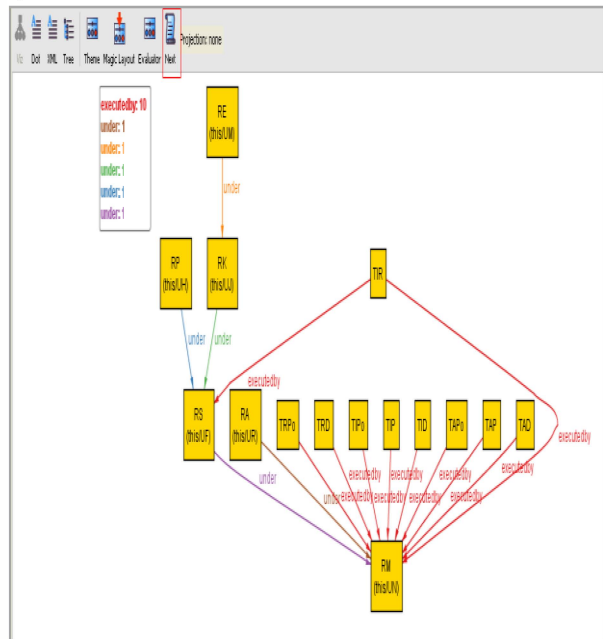 Viz Dot XML Tree Theme Magic Layout Evaluator Next Projection: none
executedby: 10
under: 1
under: 1
under: 1
under: 1
under: 1
RE
(this/UM)
under
RP
(this/UH)
RK
(this/UJ)
TIR
under
under
executedby
RS
(this/UF)
RA
(this/UR)
TRPo
TRD
TIPo
TIP
TID
TAPo
TAP
TAD
executedby
executedby
executedby
executedby
executedby
under
under
executedby
executedby
executedby
executedby
RM
(this/UN)